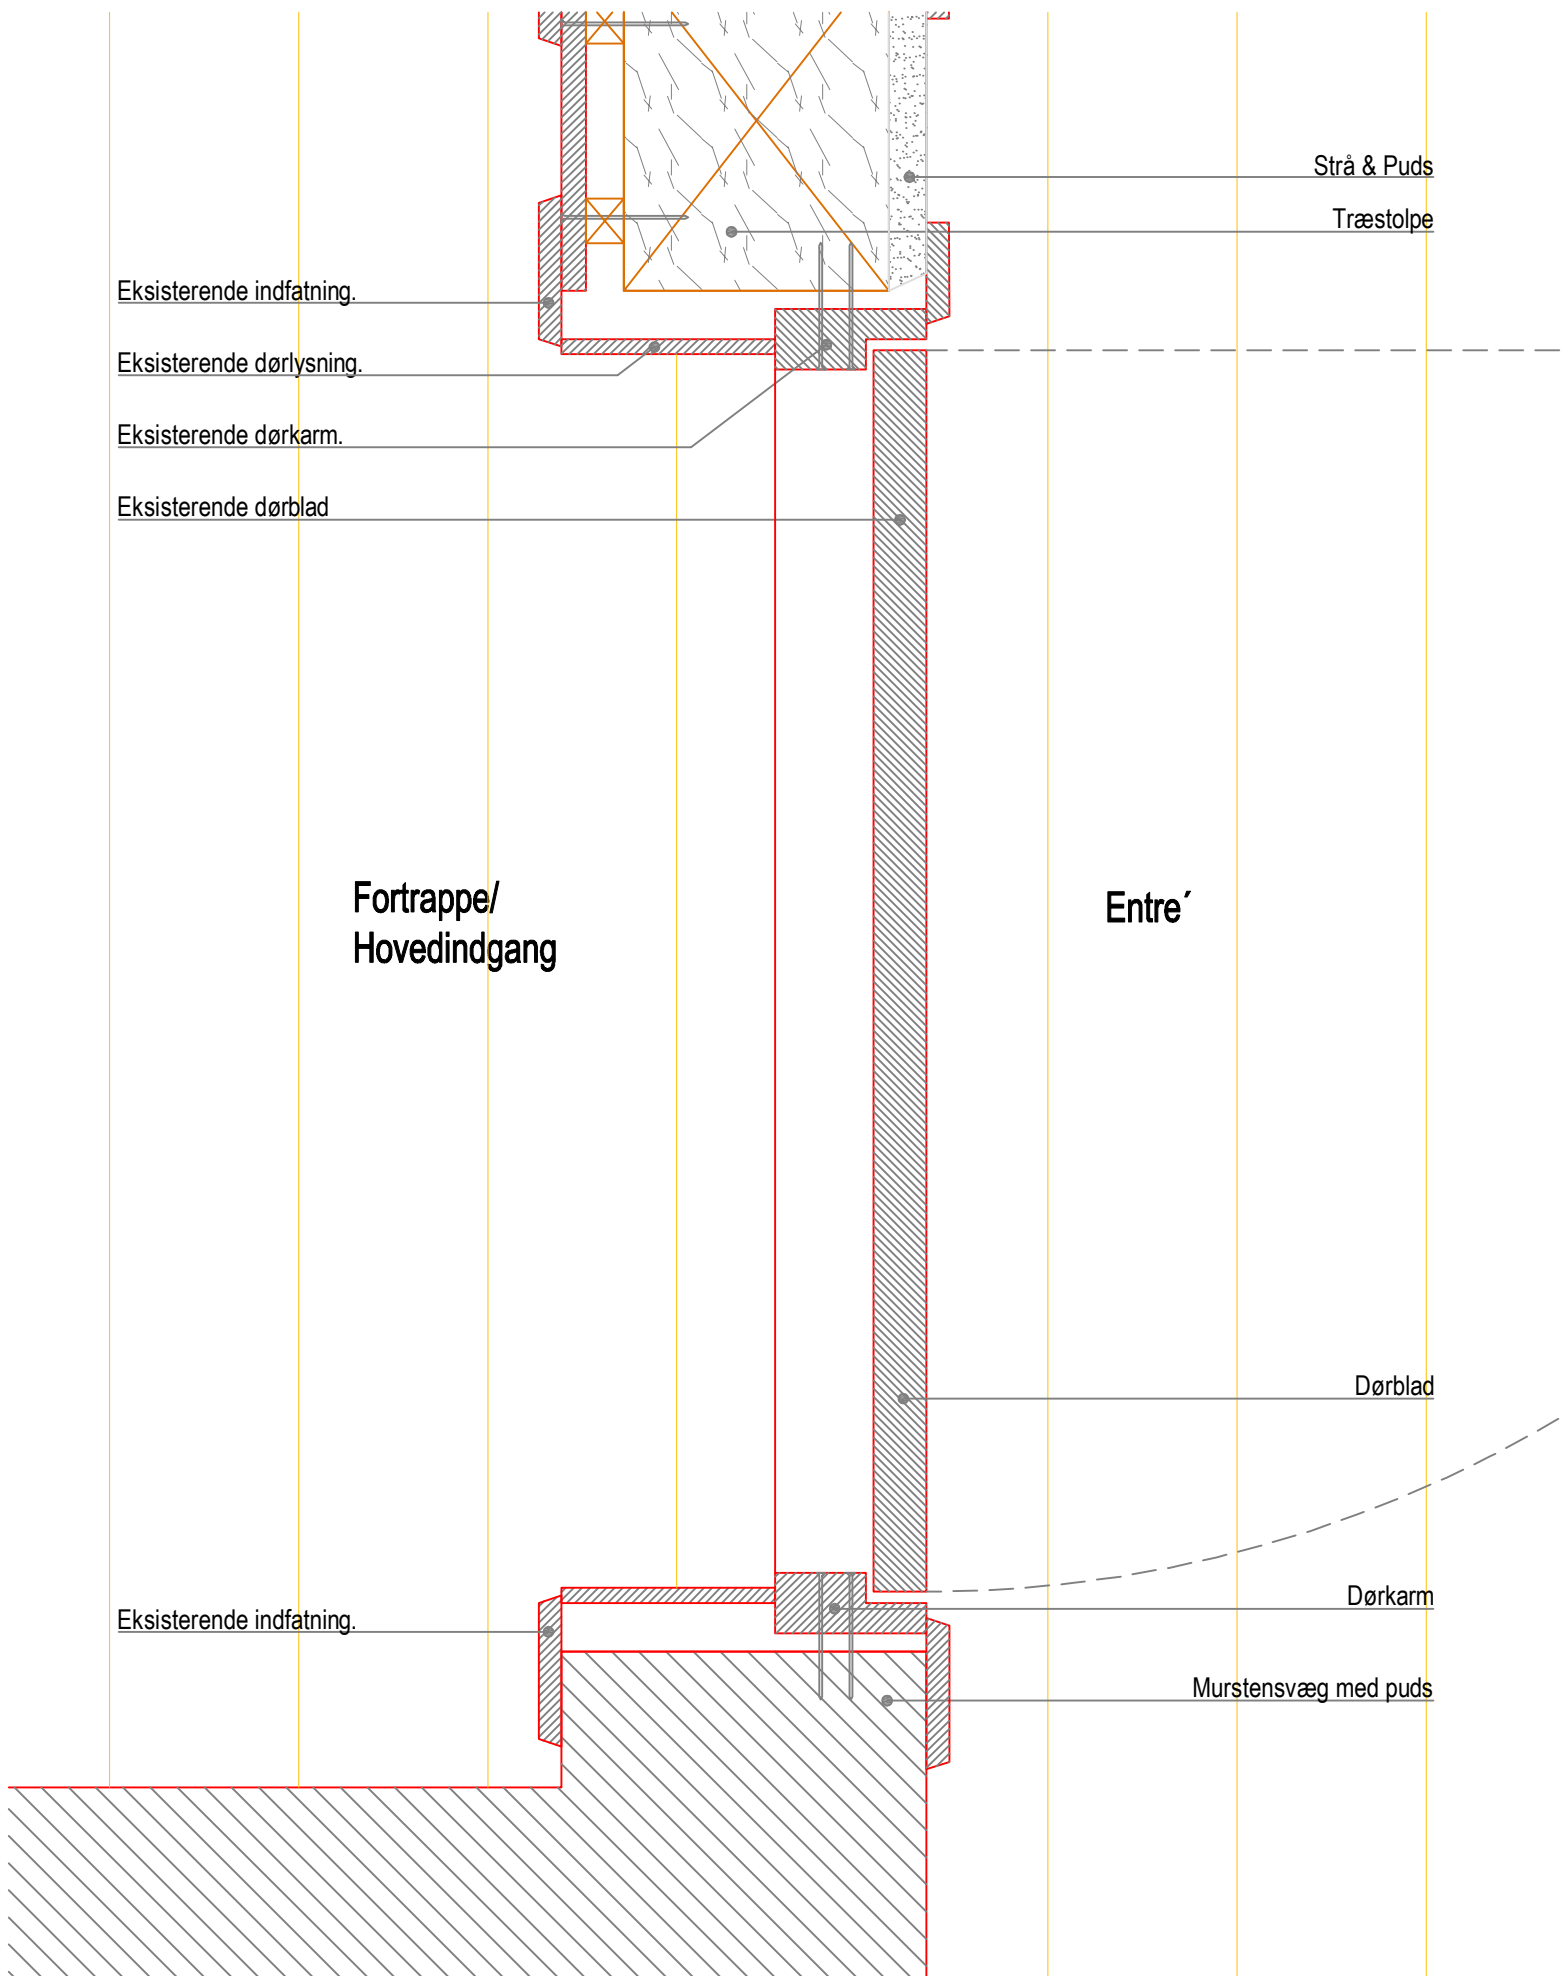 Strå & Puds
Træstolpe
Eksisterende indfatning.
Eksisterende dørlysning.
Eksisterende dørkarm.
Eksisterende dørblad
Fortrappe/
Hovedindgang
Entre´
Dørblad
Dørkarm
Eksisterende indfatning.
Murstensvæg med puds